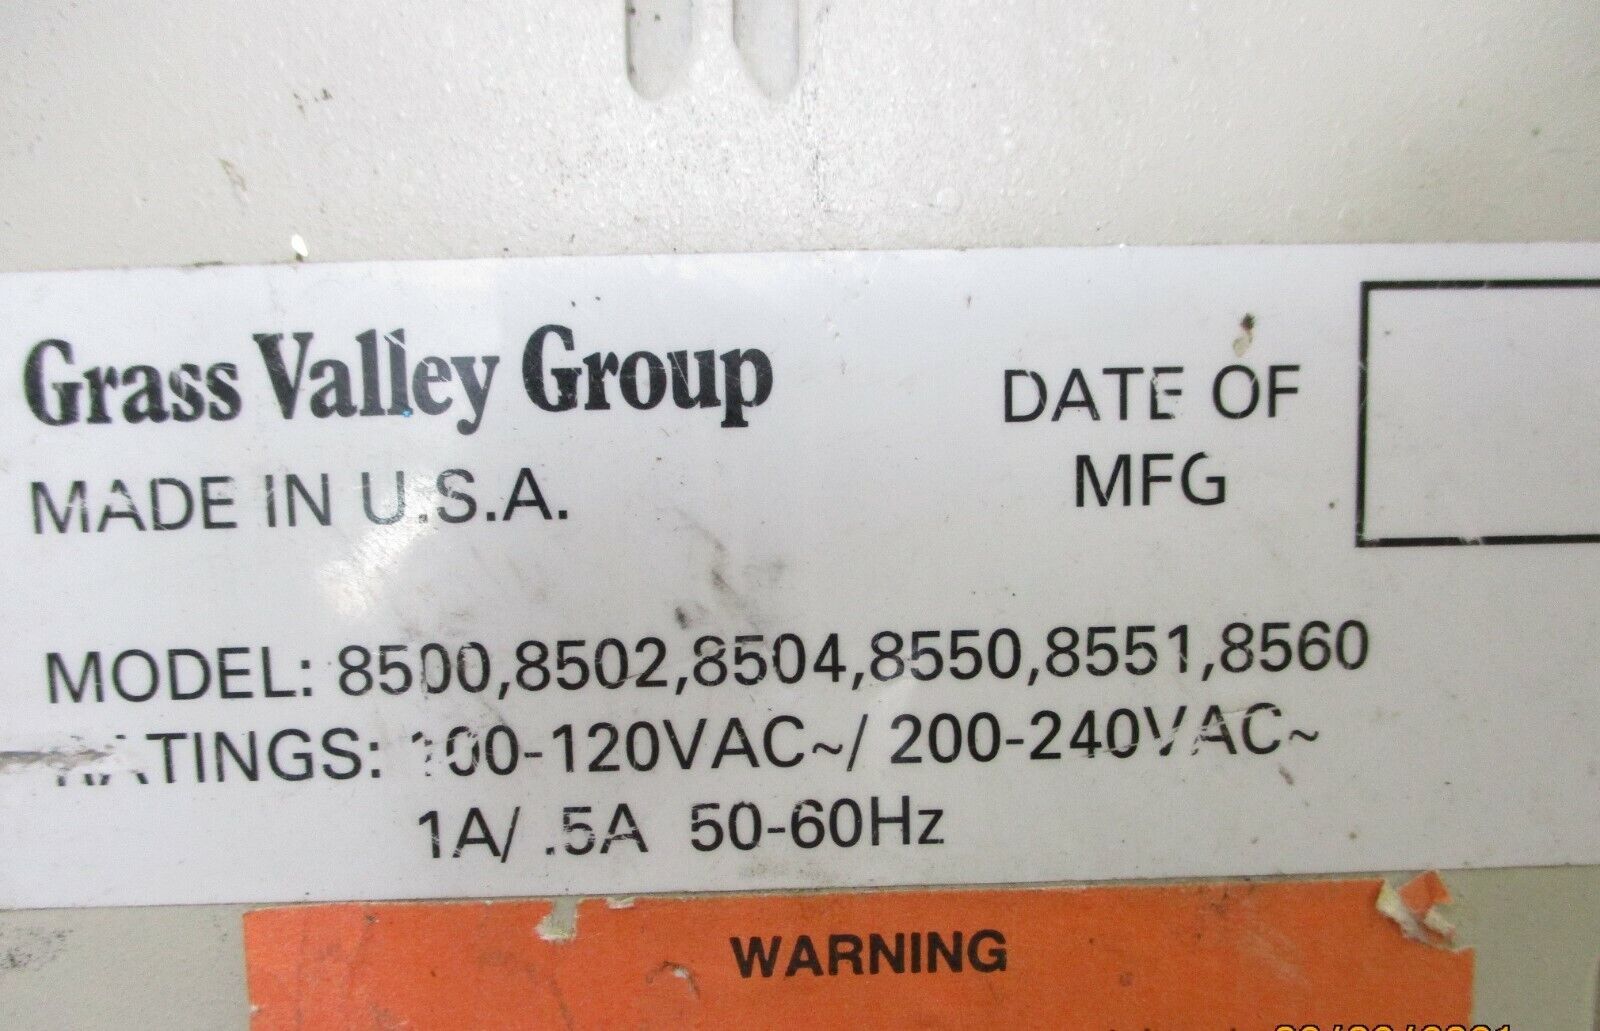 Grass Valley Group
MADE IN U.S.A.
DATE OF
MFG
MODEL: 8500,8502,8504,8550,8551,8560
RATINGS: 100-120VAC~/ 200-240VAC~
1A/ .5A 50-60Hz
WARNING